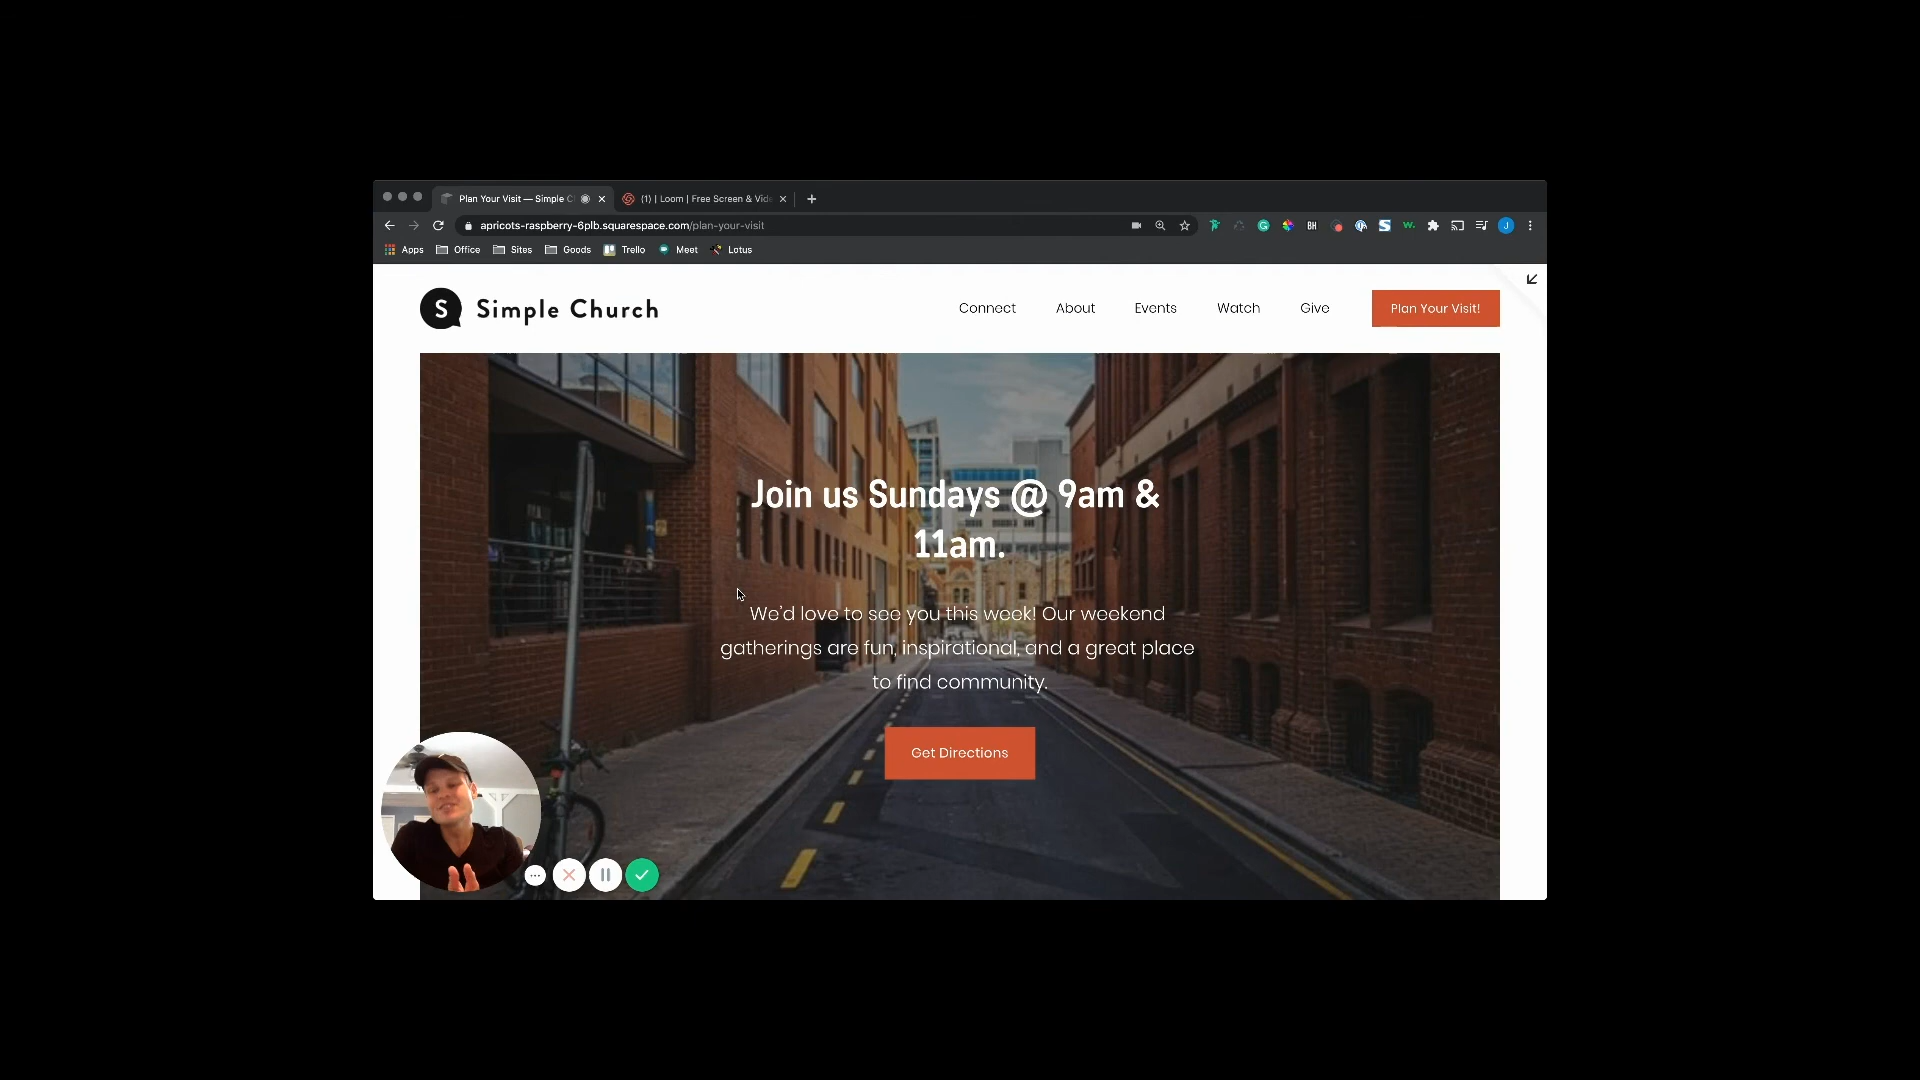 Plan Your Visit — Simple C
(1) | Loom | Free Screen & Vid
apricots-raspberry-6plb.squarespace.com/plan-your-visit
BH
W.
J
Apps
Office
Sites
Goods
Trello
Meet
Lotus
S
Simple Church
Connect
About
Events
Watch
Give
Plan Your Visit!
Join us Sundays @ 9am &
11am.
We'd love to see you this week! Our weekend
gatherings are fun, inspirational, and a great place
to find community.
Get Directions